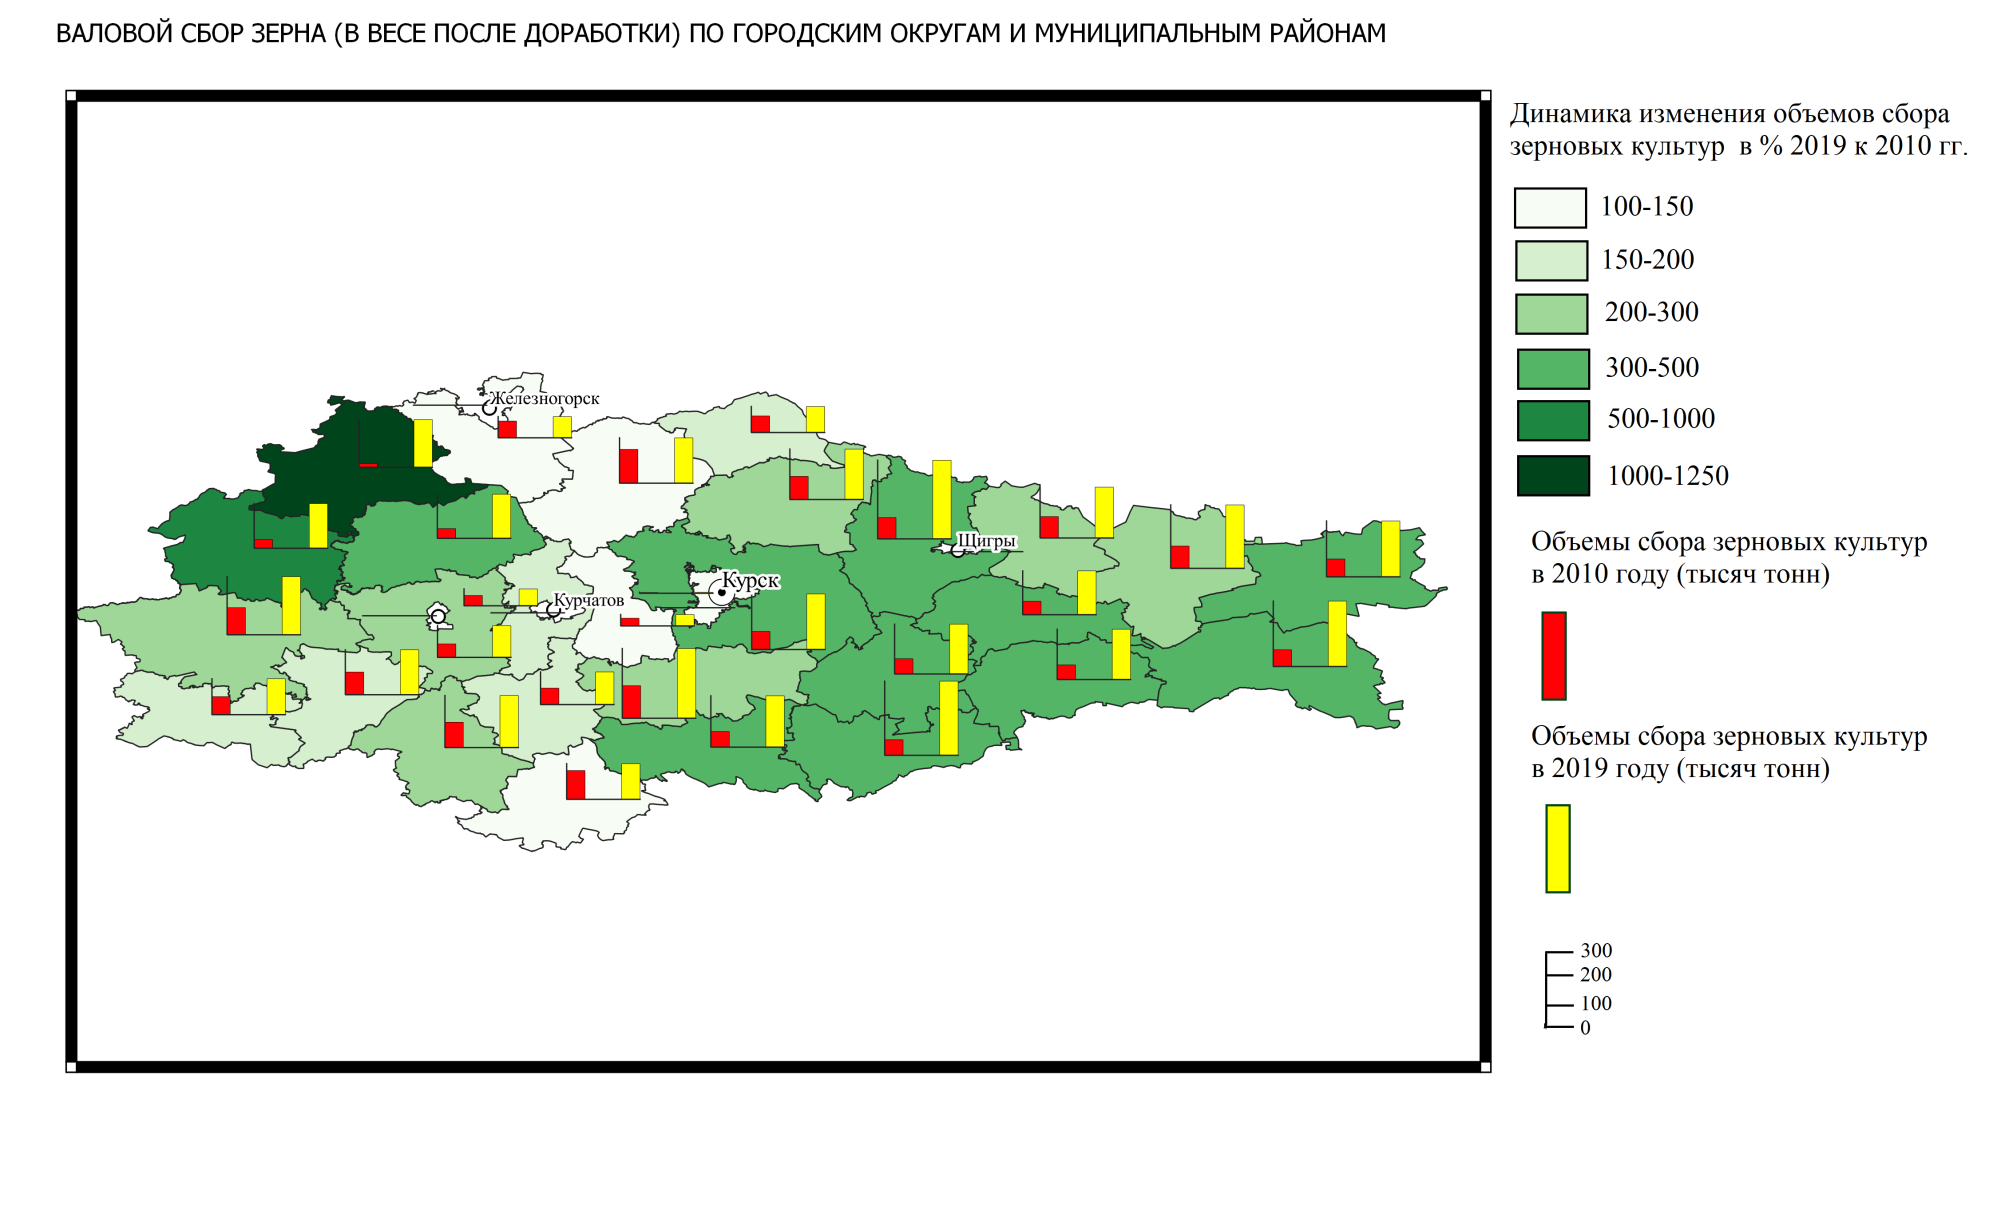 ВАЛОВОЙ СБОР ЗЕРНА (В ВЕСЕ ПОСЛЕ ДОРАБОТКИ) ПО ГОРОДСКИМ ОКРУГАМ И МУНИЦИПАЛЬНЫМ РАЙОНАМ
Динамика изменения объемов сбора
зерновых культур в % 2019 к 2010 гг.
100-150
150-200
200-300
300-500
500-1000
1000-1250
Объемы сбора зерновых культур
в 2010 году (тысяч тонн)
Объемы сбора зерновых культур
в 2019 году (тысяч тонн)
300
200
100
0
Железногорск
Щигры
Курск
Курчатов